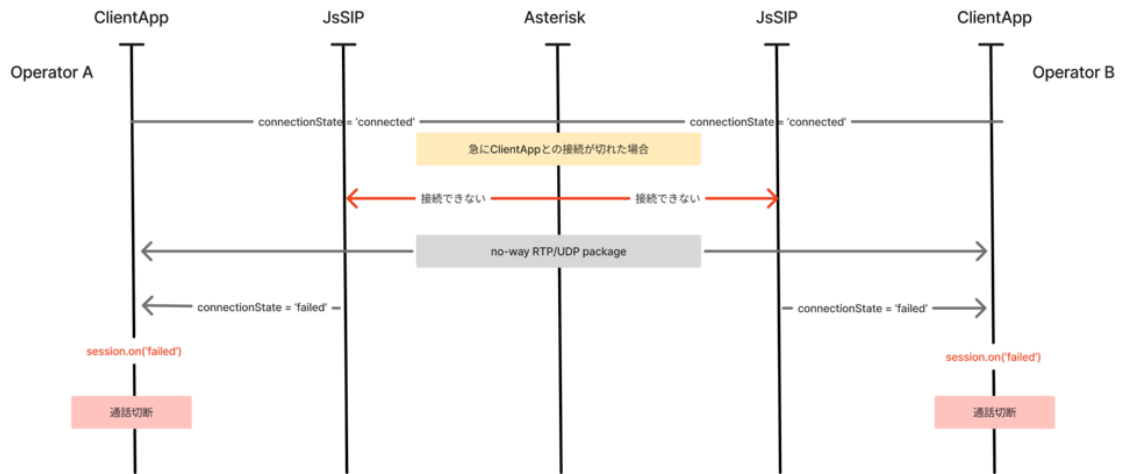 ClientApp JsSIP Asterisk JsSIP ClientApp
Operator A Operator B
connectionState = 'connected' connectionState = 'connected'
急にClientAppとの接続が切れた場合
接続できない 接続できない
no-way RTP/UDP package
connectionState = 'failed' connectionState = 'failed'
session.on('failed') session.on('failed')
通話切断 通話切断